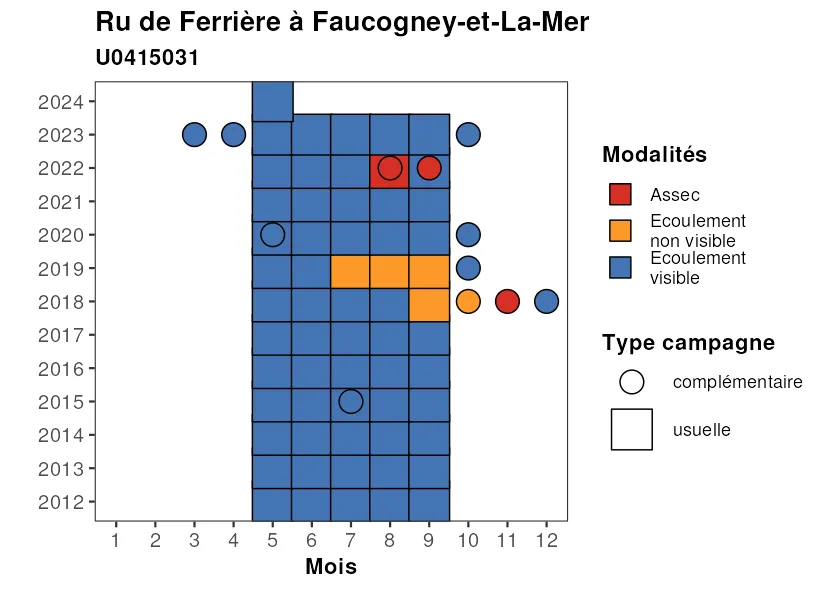 Ru de Ferrière à Faucogney-et-La-Mer
U0415031
2024
2023
2022
2021
2020
2019
2018
2017
2016
2015
2014
2013
2012
1 2 3 4 5 6 7 8 9 10 11 12
Mois
Modalités
Assec
Ecoulement
non visible
Ecoulement
visible
Type campagne
complémentaire
usuelle